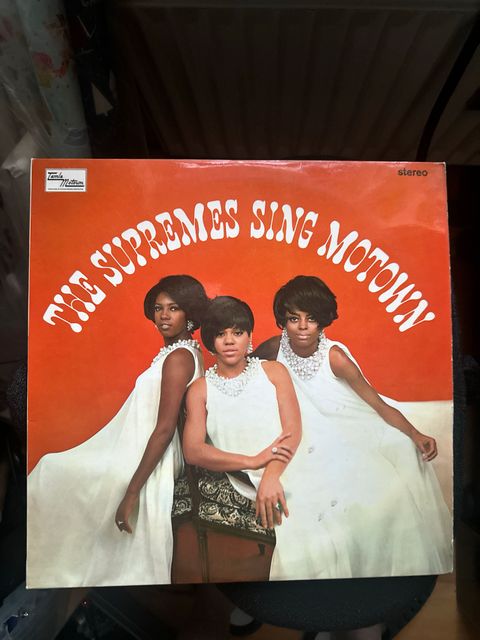 Tamla
Motown
stereo
THE SUPREMES SING MOTOWN